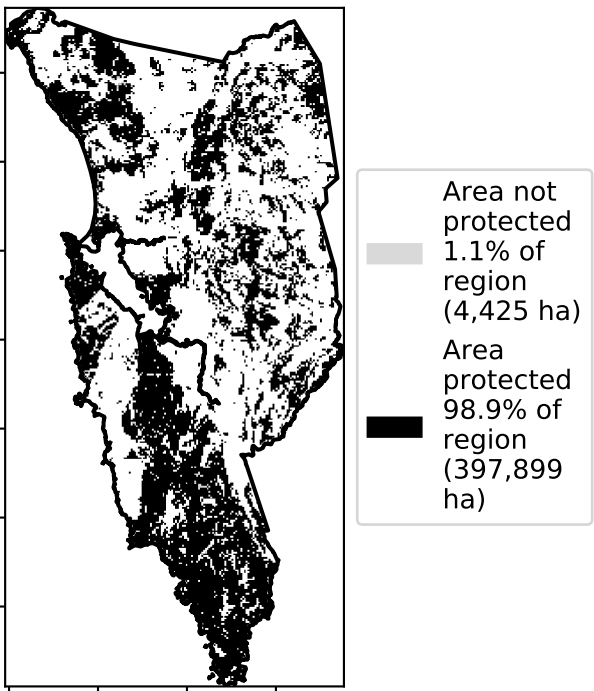 Area not
protected
1.1% of
region
(4,425 ha)
Area
protected
98.9% of
region
(397,899
ha)